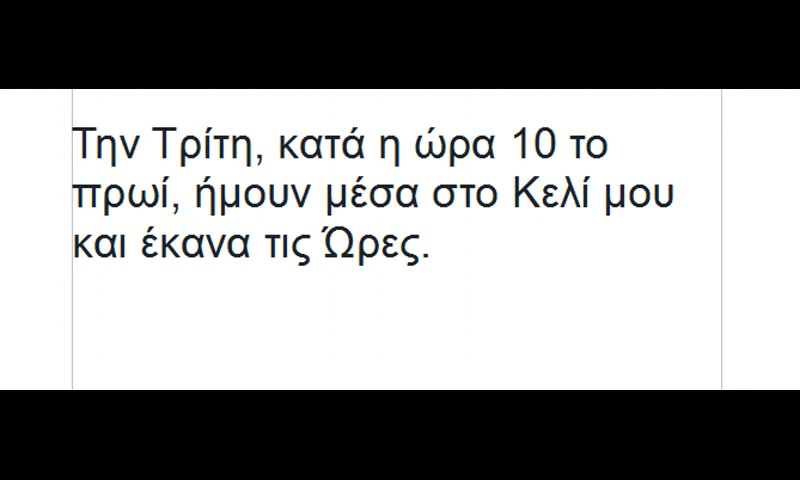 Την Τρίτη, κατά η ώρα 10 το
πρωί, ήμουν μέσα στο Κελί μου
και έκανα τις Ώρες.